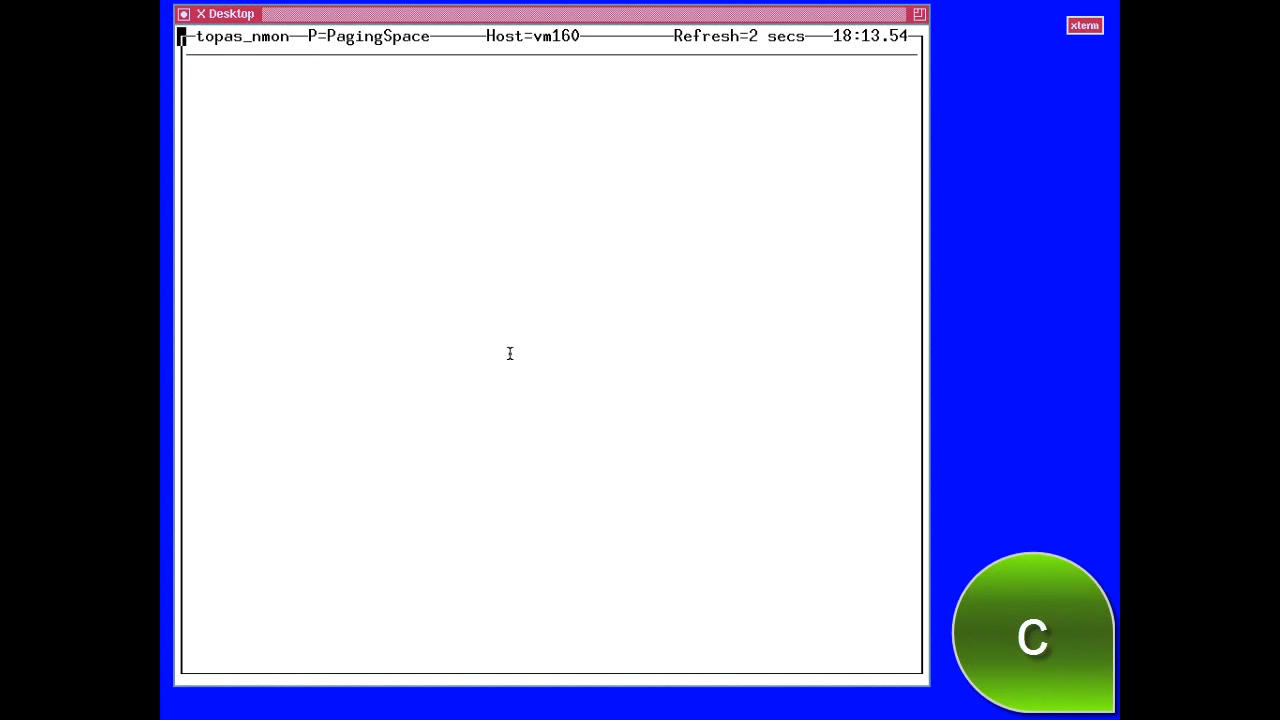 X Desktop
topas_nmon P=PagingSpace Host=vm160 Refresh=2 secs 18:13.54
xterm
C